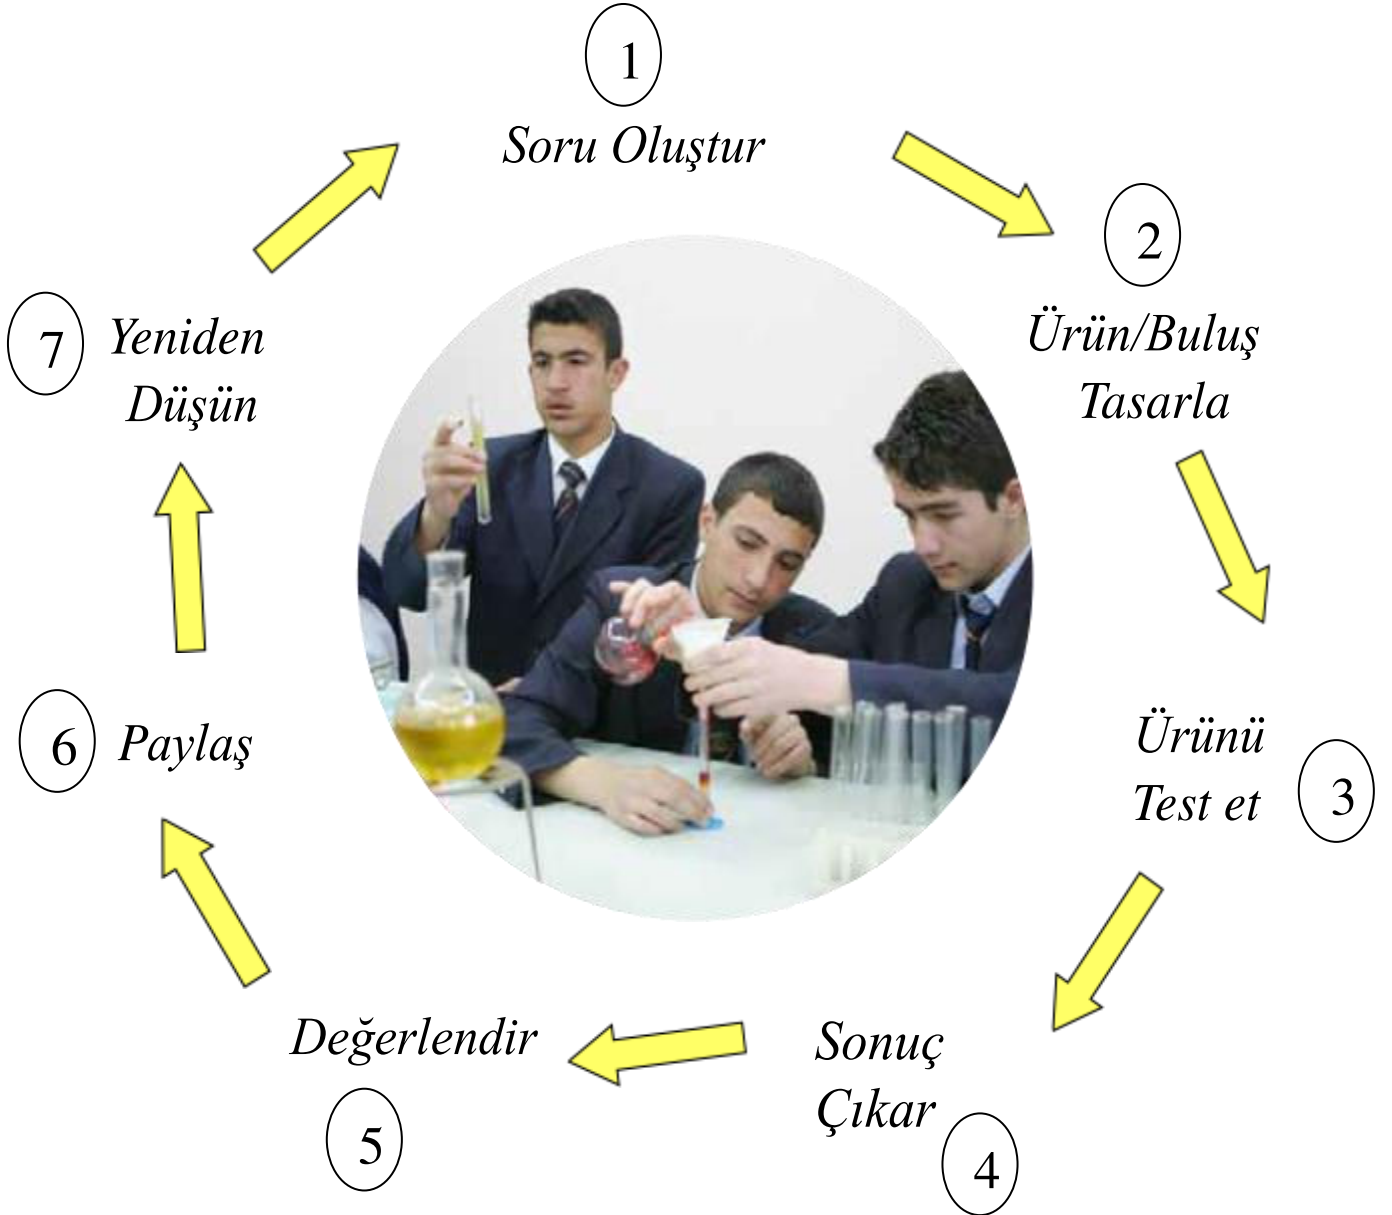 1
Soru Oluştur
2
Ürün/Buluş
Tasarla
Ürünü
Test et
3
Sonuç
Çıkar
4
Değerlendir
5
6
Paylaş
7
Yeniden
Düşün